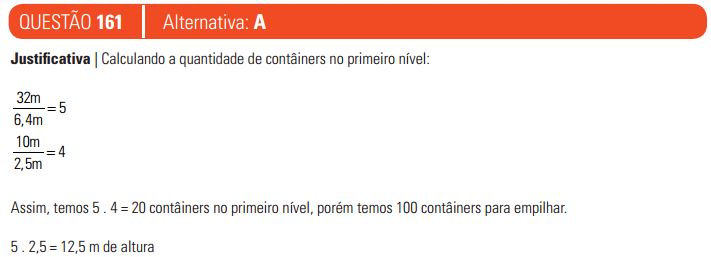 QUESTÃO 161 Alternativa: A
Justificativa | Calculando a quantidade de contâiners no primeiro nível:
32m
6,4m = 5
10m
2,5m = 4
Assim, temos 5 . 4 = 20 contâiners no primeiro nível, porém temos 100 contâiners para empilhar.
5 . 2,5 = 12,5 m de altura